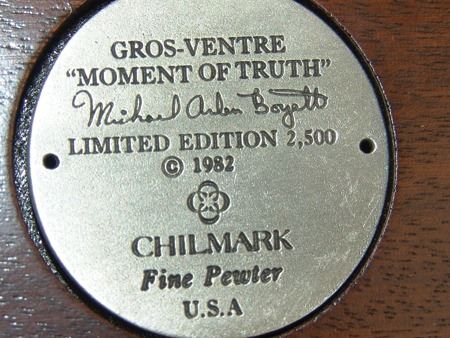 GROS-VENTRE
“MOMENT OF TRUTH”
Michael Arlen Boyett
LIMITED EDITION 2,500
© 1982
CHILMARK
Fine Pewter
U.S.A